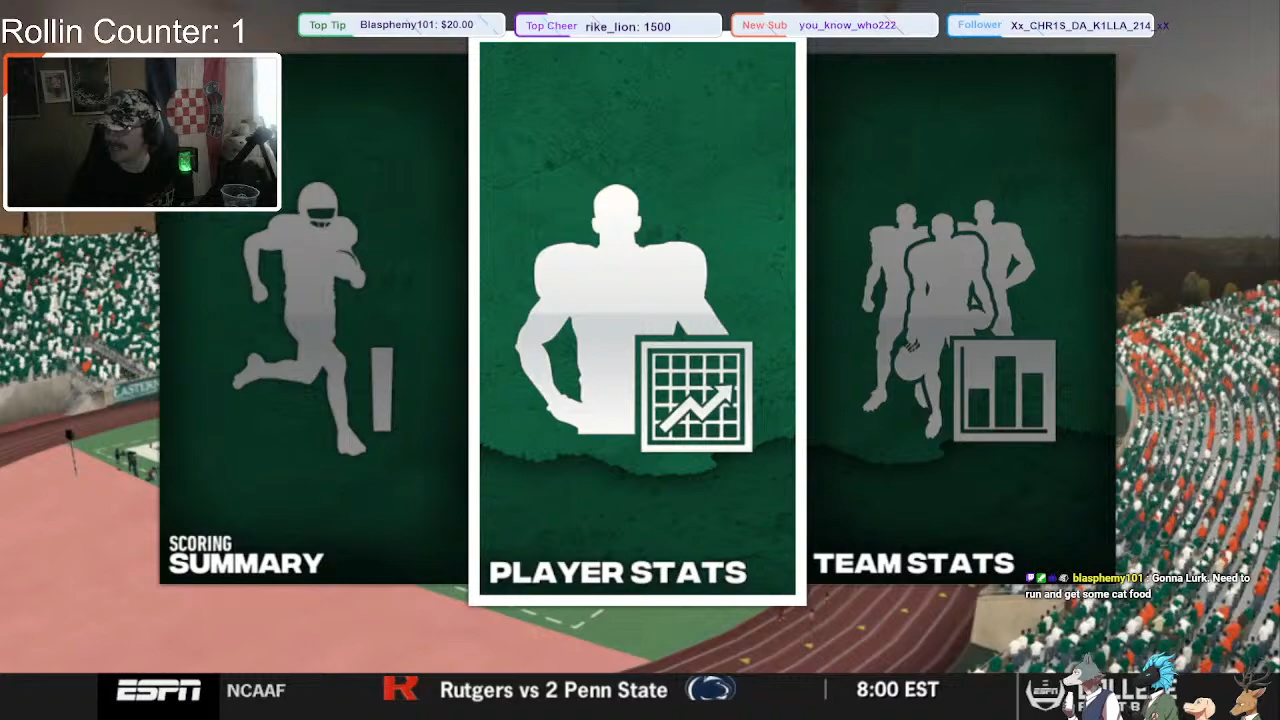 Rollin Counter: 1
Top Tip Blasphemy101: $20.00
Top Cheer rike_lion: 1500
New Sub you_know_who222
Follower Xx_CHR1S_DA_K1LLA_214_xX
SCORING
SUMMARY
PLAYER STATS
TEAM STATS
blasphemy101 : Gonna Lurk. Need to
run and get some cat food
ESPN NCAAF R Rutgers vs 2 Penn State 8:00 EST ESPN